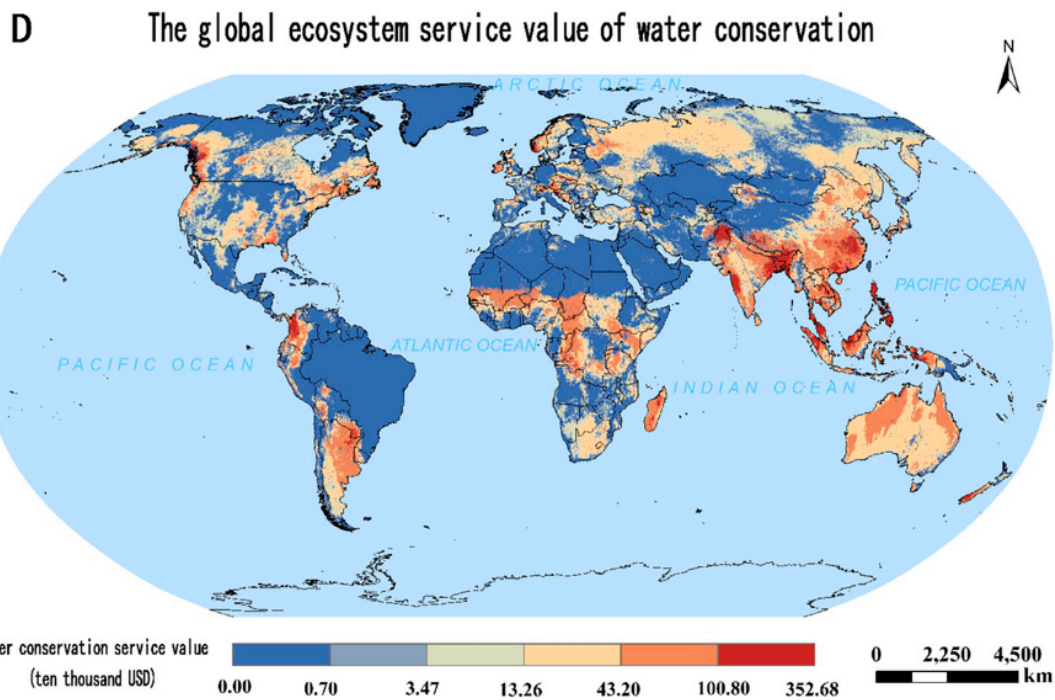 D
The global ecosystem service value of water conservation
N
ARCTIC OCEAN
PACIFIC OCEAN
ATLANTIC OCEAN
PACIFIC OCEAN
INDIAN OCEAN
er conservation service value
(ten thousand USD)
0.00 0.70 3.47 13.26 43.20 100.80 352.68
0 2,250 4,500
km